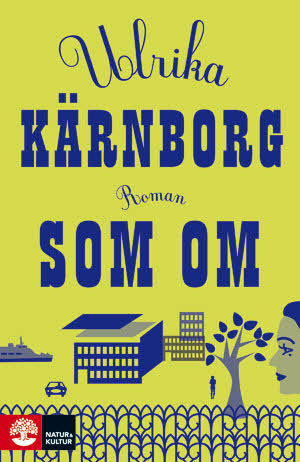 Ulrika
KÄRNBORG
Roman
SOM OM
NATUR &
KULTUR